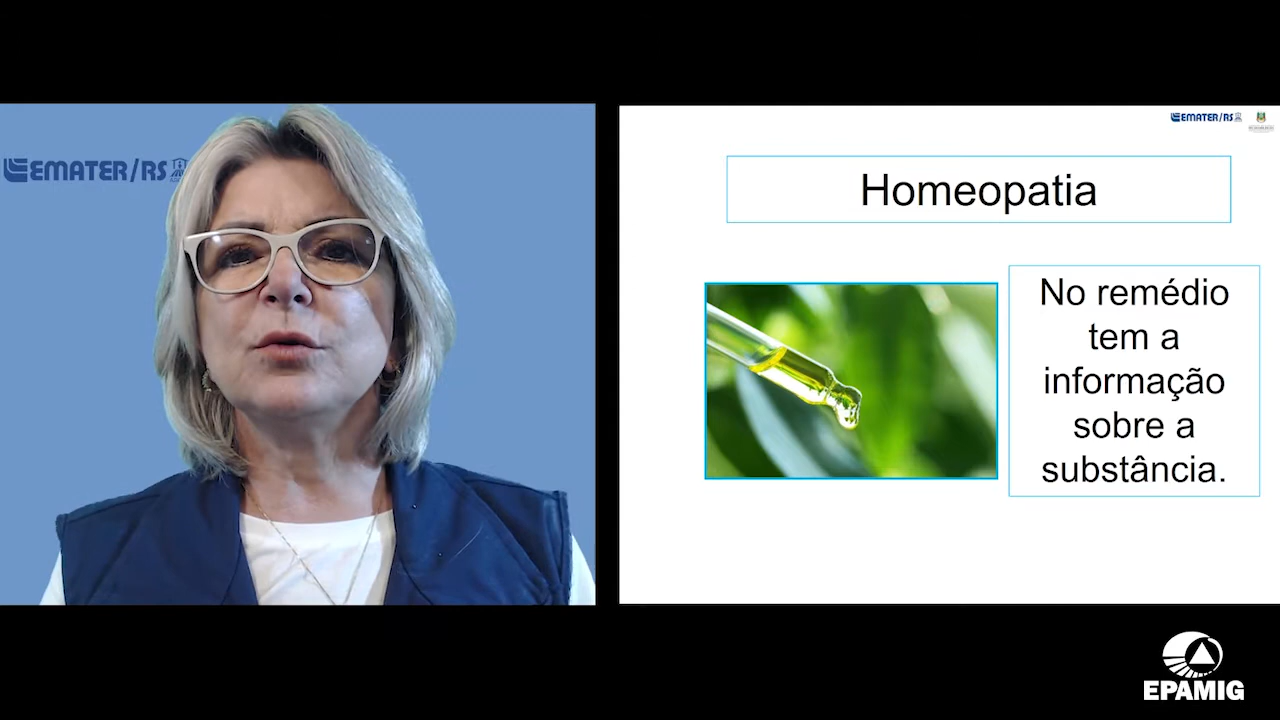 EMATER/RS
EMATER/RS
Homeopatia
No remédio
tem a
informação
sobre a
substância.
EPAMIG